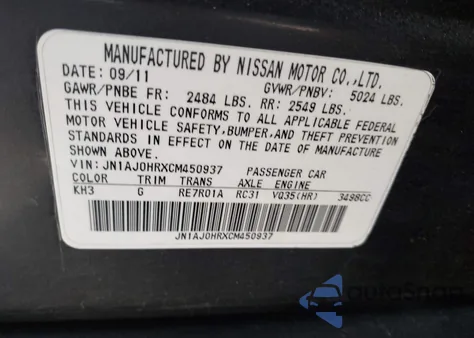 MANUFACTURED BY NISSAN MOTOR CO.,LTD.
DATE: 09/11 GVWR/PNBV: 5024 LBS.
GAWR/PNBE FR: 2484 LBS. RR: 2549 LBS.
THIS VEHICLE CONFORMS TO ALL APPLICABLE FEDERAL
MOTOR VEHICLE SAFETY, BUMPER, AND THEFT PREVENTION
STANDARDS IN EFFECT ON THE DATE OF MANUFACTURE
SHOWN ABOVE.
VIN: JN1AJ0HRXCM450937 PASSENGER CAR
COLOR TRIM TRANS AXLE ENGINE
KH3 G RE7R01A RC31 VQ35(HR) 3498CC
JN1AJ0HRXCM450937